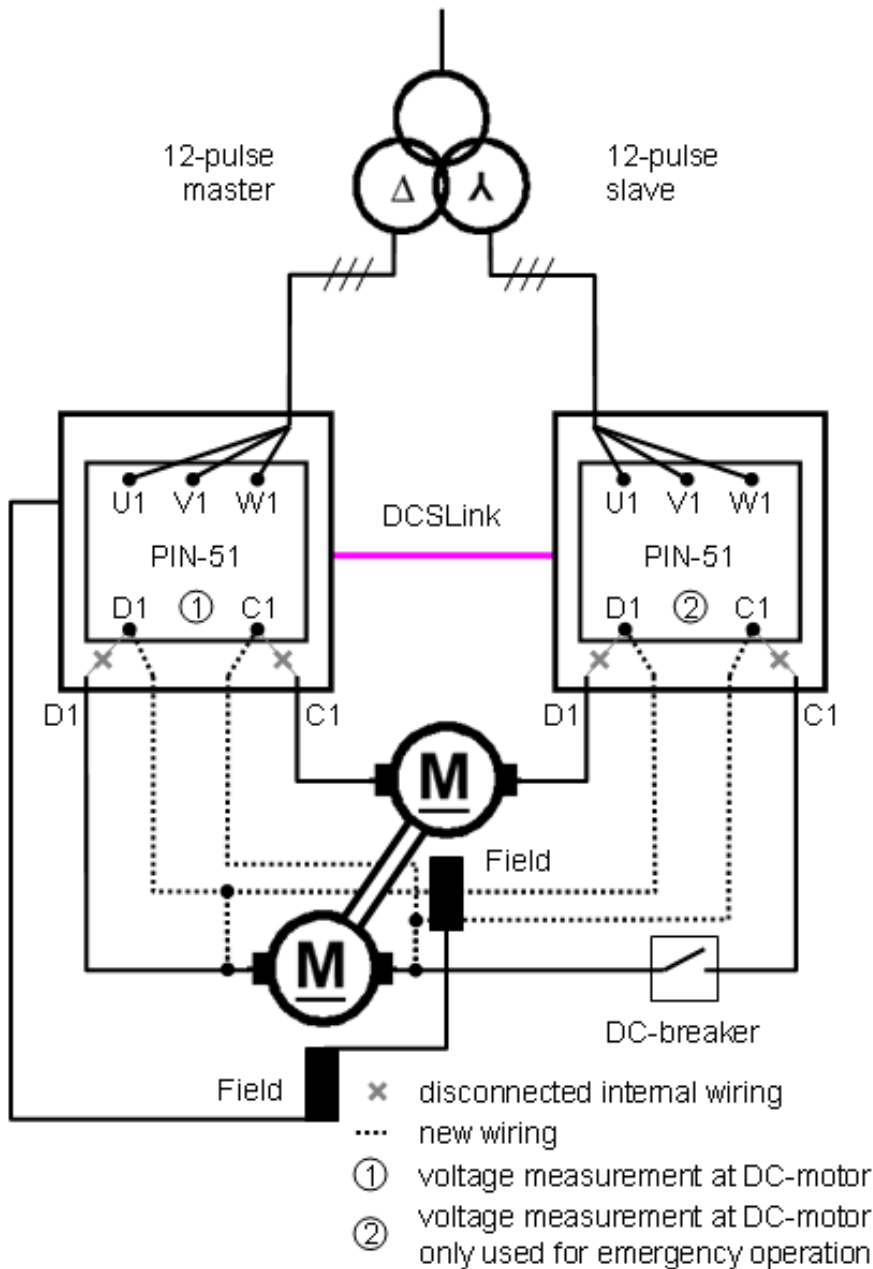 12-pulse
master
12-pulse
slave
Δ
Y
U1 V1 W1
PIN-51
D1 ① C1
DCSLink
U1 V1 W1
PIN-51
D1 ② C1
D1
C1
D1
C1
M
Field
M
DC-breaker
Field
× disconnected internal wiring
new wiring
① voltage measurement at DC-motor
② voltage measurement at DC-motor
only used for emergency operation